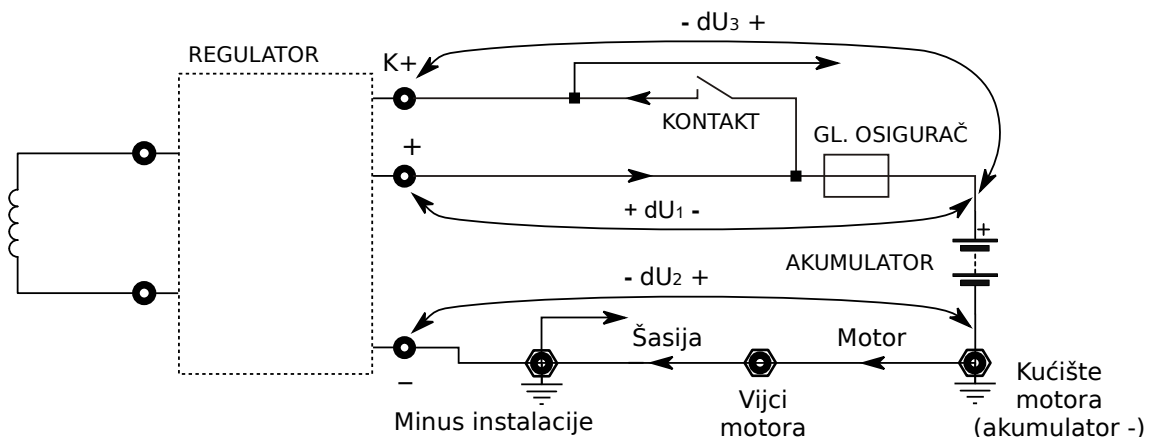 - dU3 +
REGULATOR
K+
KONTAKT
GL. OSIGURAČ
+
+ dU1 -
+
AKUMULATOR
- dU2 +
Šasija
Motor
–
Minus instalacije
Vijci
motora
Kućište
motora
(akumulator -)